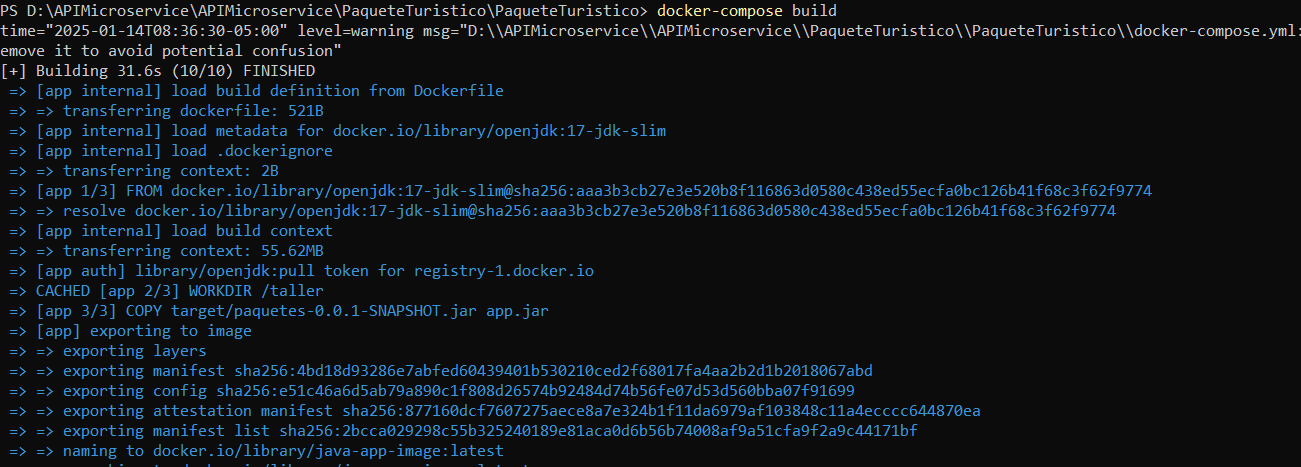 PS D:\APIMicroservice\APIMicroservice\PaqueteTuristico\PaqueteTuristico> docker-compose build
time="2025-01-14T08:36:30-05:00" level=warning msg="D:\\APIMicroservice\\APIMicroservice\\PaqueteTuristico\\PaqueteTuristico\\docker-compose.yml:
emove it to avoid potential confusion"
[+] Building 31.6s (10/10) FINISHED
=> [app internal] load build definition from Dockerfile
=> => transferring dockerfile: 521B
=> [app internal] load metadata for docker.io/library/openjdk:17-jdk-slim
=> [app internal] load .dockerignore
=> => transferring context: 2B
=> [app 1/3] FROM docker.io/library/openjdk:17-jdk-slim@sha256:aaa3b3cb27e3e520b8f116863d0580c438ed55ecfa0bc126b41f68c3f62f9774
=> => resolve docker.io/library/openjdk:17-jdk-slim@sha256:aaa3b3cb27e3e520b8f116863d0580c438ed55ecfa0bc126b41f68c3f62f9774
=> [app internal] load build context
=> => transferring context: 55.62MB
=> [app auth] library/openjdk:pull token for registry-1.docker.io
=> CACHED [app 2/3] WORKDIR /taller
=> [app 3/3] COPY target/paquetes-0.0.1-SNAPSHOT.jar app.jar
=> [app] exporting to image
=> => exporting layers
=> => exporting manifest sha256:4bd18d93286e7abfed60439401b530210ced2f68017fa4aa2b2d1b2018067abd
=> => exporting config sha256:e51c46a6d5ab79a890c1f808d26574b92484d74b56fe07d53d560bba07f91699
=> => exporting attestation manifest sha256:877160dcf7607275aece8a7e324b1f11da6979af103848c11a4ecccc644870ea
=> => exporting manifest list sha256:2bcca029298c55b325240189e81aca0d6b56b74008af9a51cfa9f2a9c44171bf
=> => naming to docker.io/library/java-app-image:latest